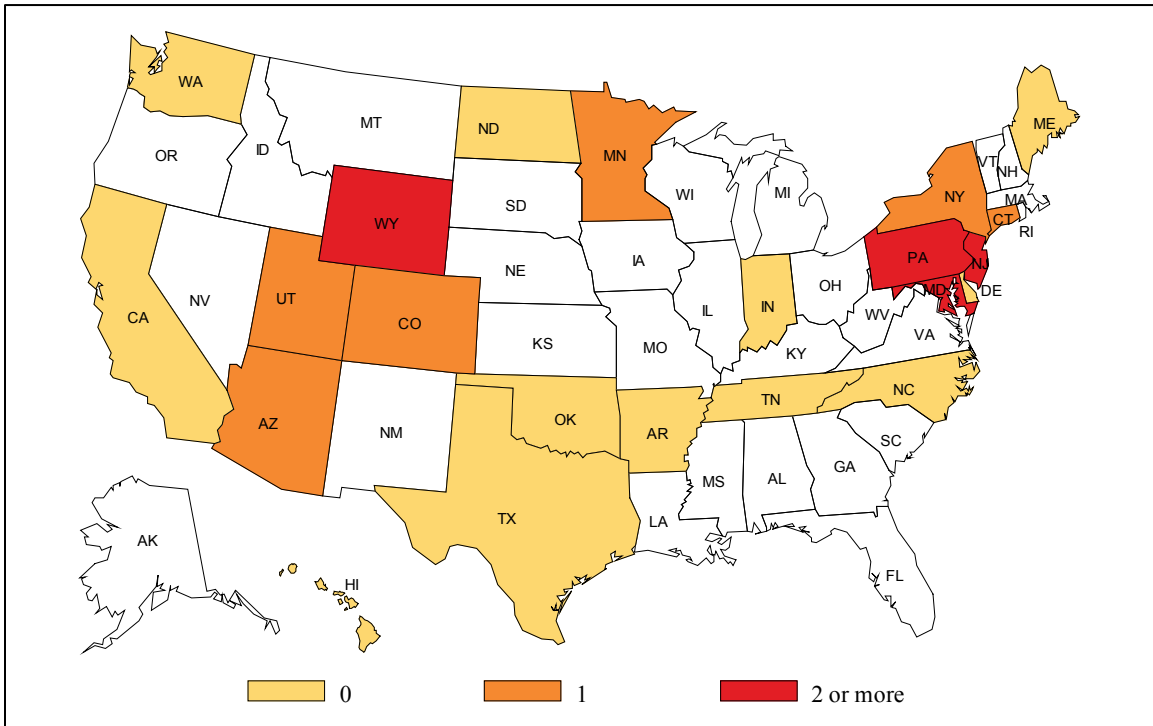 WA
MT
ND
ME
OR
ID
MN
VT
NH
WI
MI
SD
NY
MA
WY
CT
RI
IA
PA
NE
NJ
OH
MD
DE
NV
UT
IL
IN
WV
CA
CO
VA
KS
MO
KY
TN
NC
AZ
OK
NM
AR
SC
GA
MS
AL
TX
LA
AK
FL
HI
0
1
2 or more